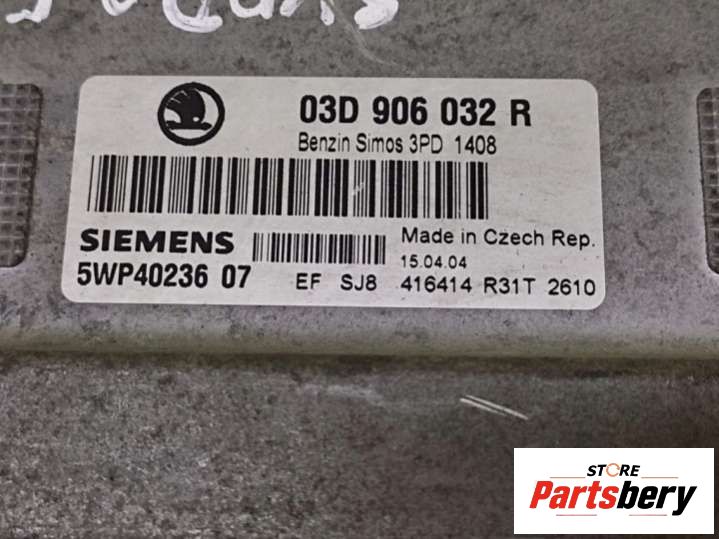 03D 906 032 R
Benzin Simos 3PD 1408
SIEMENS
Made in Czech Rep.
15.04.04
5WP40236 07
EF SJ8 416414 R31T 2610
STORE
Partsbery